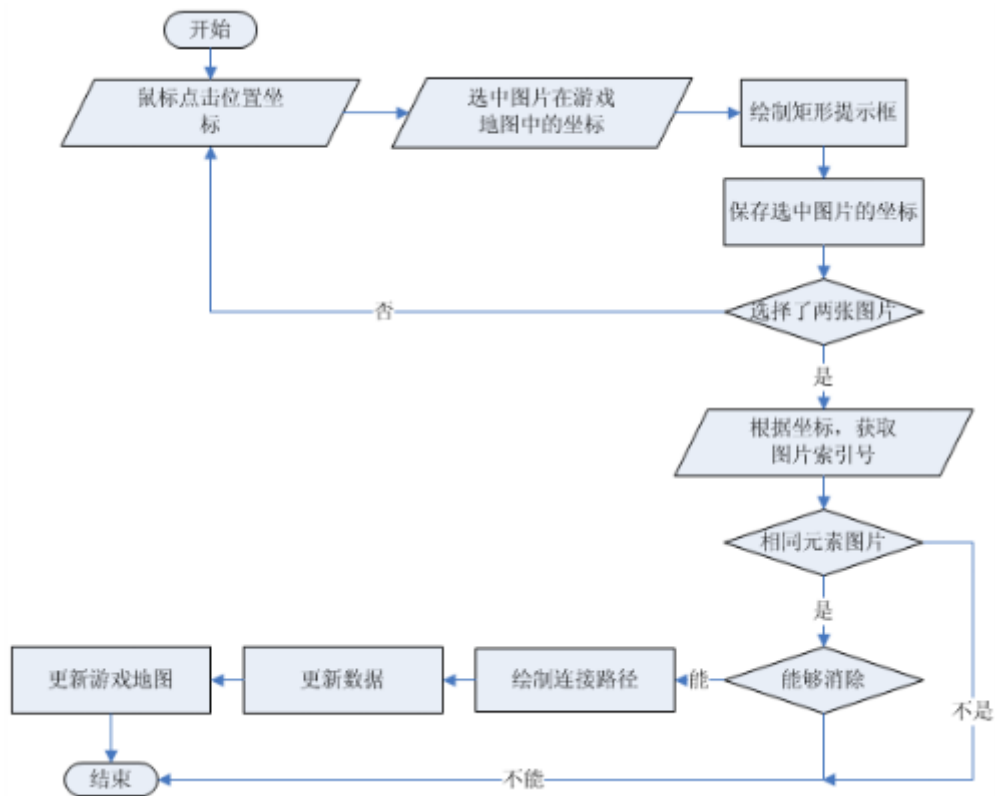 开始
鼠标点击位置坐
标
选中图片在游戏
地图中的坐标
绘制矩形提示框
保存选中图片的坐标
选择了两张图片
否
是
根据坐标，获取
图片索引号
相同元素图片
是
不是
能够消除
能
绘制连接路径
更新数据
更新游戏地图
不能
结束